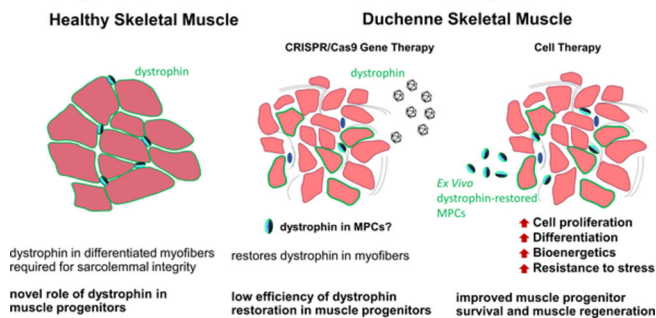 Healthy Skeletal Muscle
Duchenne Skeletal Muscle
CRISPR/Cas9 Gene Therapy
Cell Therapy
dystrophin
dystrophin
Ex Vivo
dystrophin-restored
MPCs
dystrophin in MPCs?
Cell proliferation
Differentiation
Bioenergetics
Resistance to stress
dystrophin in differentiated myofibers
required for sarcolemmal integrity
restores dystrophin in myofibers
novel role of dystrophin in
muscle progenitors
low efficiency of dystrophin
restoration in muscle progenitors
improved muscle progenitor
survival and muscle regeneration